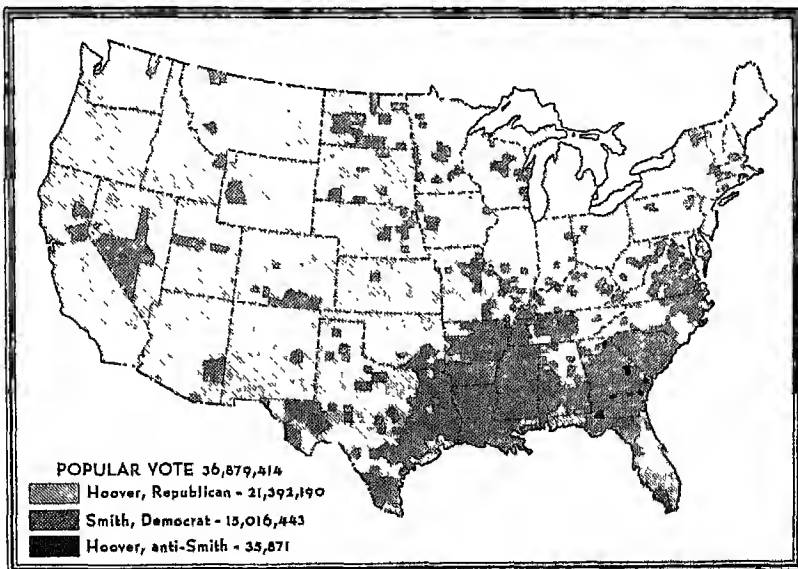 POPULAR VOTE 36,879,414
Hoover, Republican - 21,392,190
Smith, Democrat - 15,016,443
Hoover, anti-Smith - 35,871